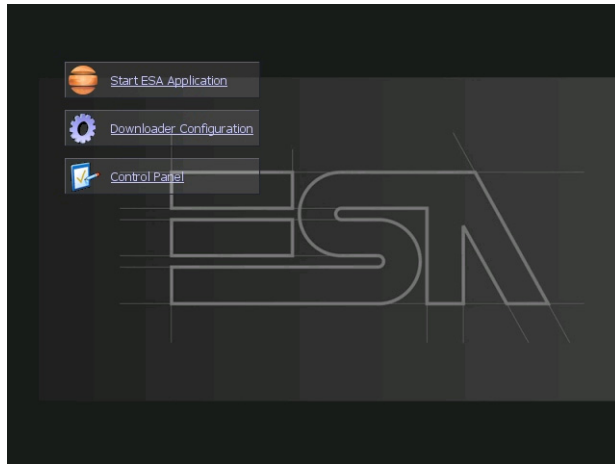 Start ESA Application
Downloader Configuration
Control Panel
ESA